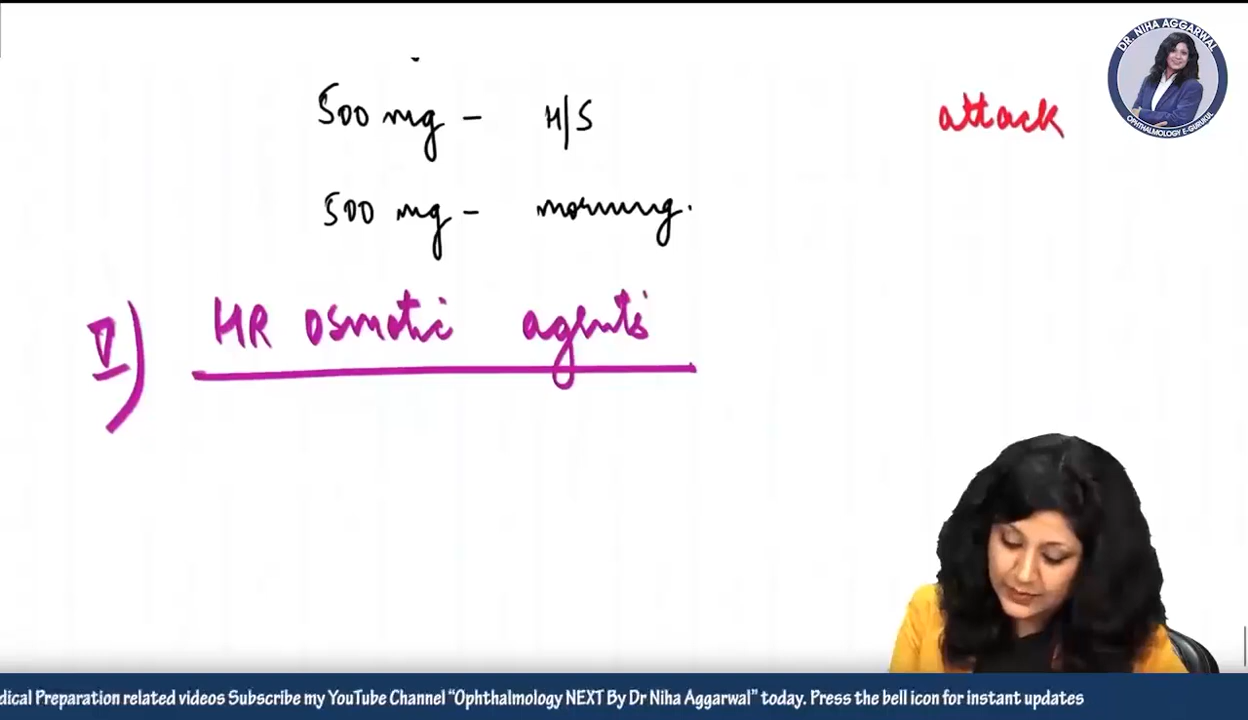 DR. NIHA AGGARWAL
OPHTHALMOLOGY E-GURUKUL
500 mg - H/S
attack
500 mg - morning.
V) HR osmotic agents
dical Preparation related videos Subscribe my YouTube Channel “Ophthalmology NEXT By Dr Niha Aggarwal” today. Press the bell icon for instant updates